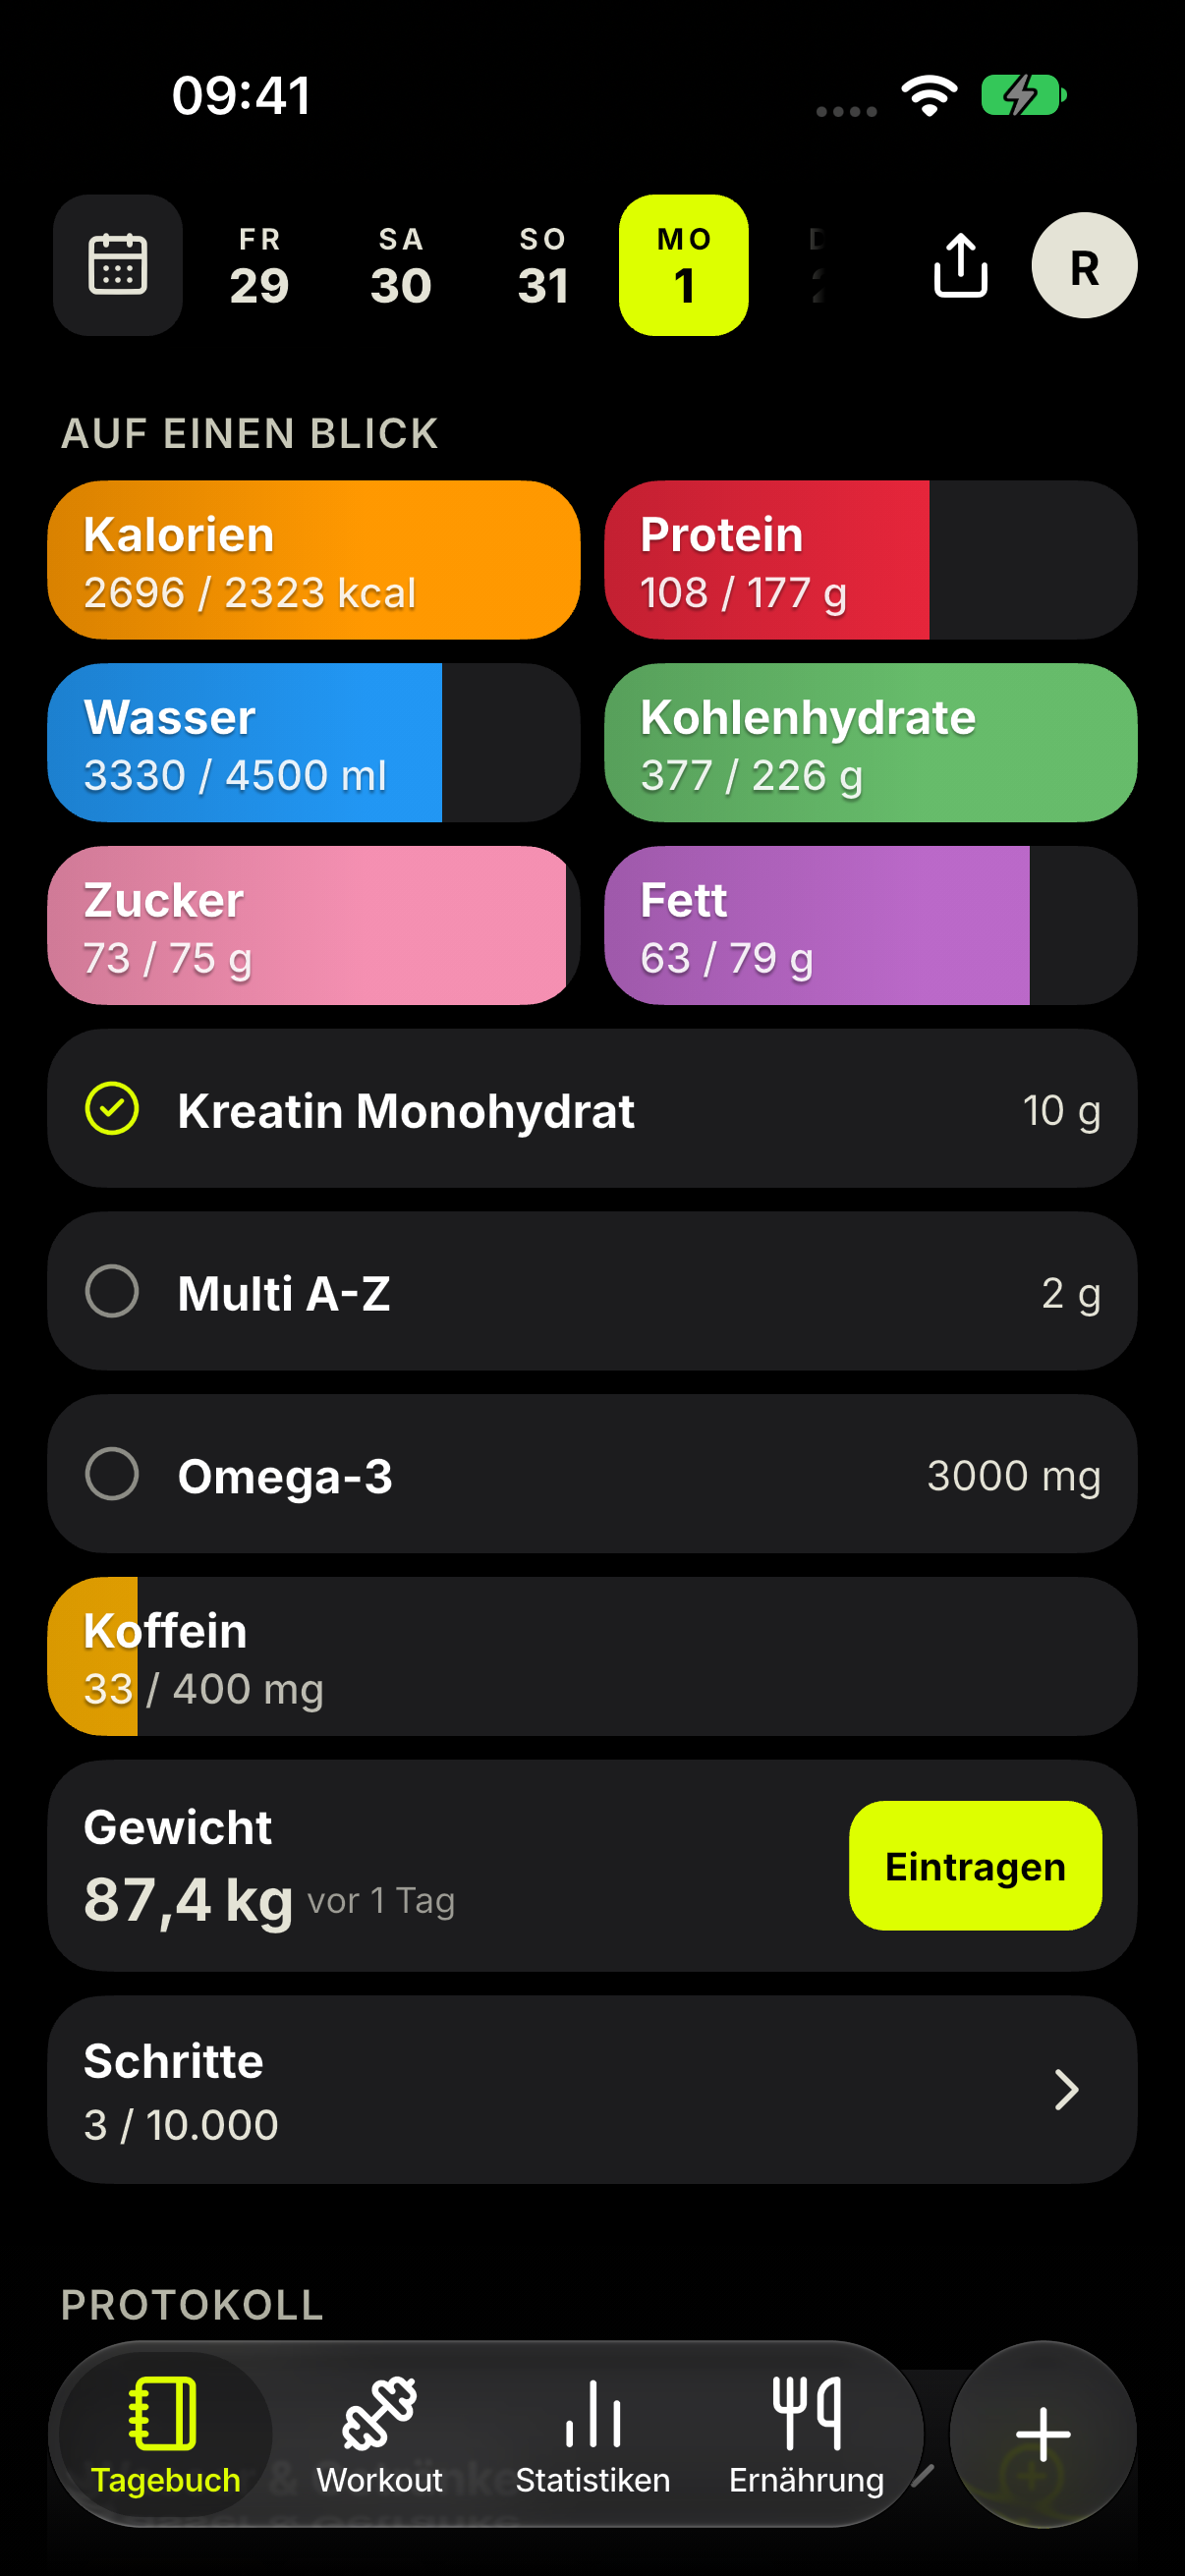 09:41
FR SA SO MO
29 30 31 1
R
AUF EINEN BLICK
Kalorien
2696 / 2323 kcal
Protein
108 / 177 g
Wasser
3330 / 4500 ml
Kohlenhydrate
377 / 226 g
Zucker
73 / 75 g
Fett
63 / 79 g
Kreatin Monohydrat 10 g
Multi A-Z 2 g
Omega-3 3000 mg
Koffein
33 / 400 mg
Gewicht
87,4 kg vor 1 Tag
Eintragen
Schritte
3 / 10.000
PROTOKOLL
Tagebuch Workout Statistiken Ernährung